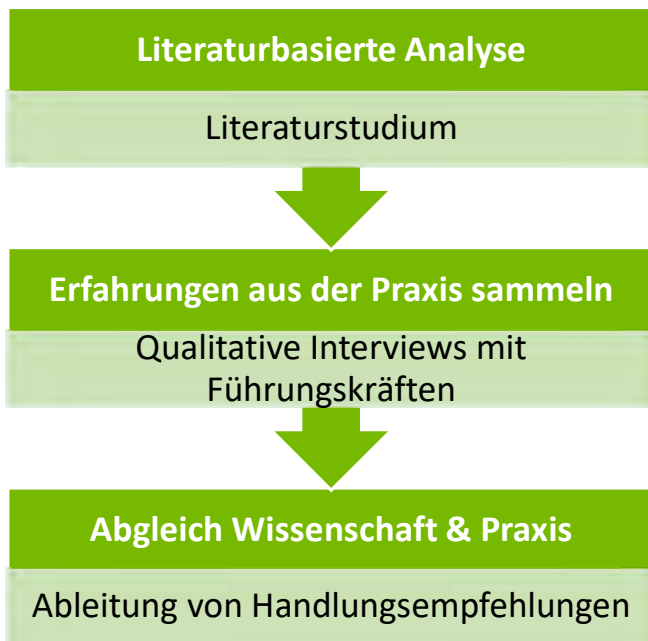 Literaturbasierte Analyse
Literaturstudium
Erfahrungen aus der Praxis sammeln
Qualitative Interviews mit
Führungskräften
Abgleich Wissenschaft & Praxis
Ableitung von Handlungsempfehlungen